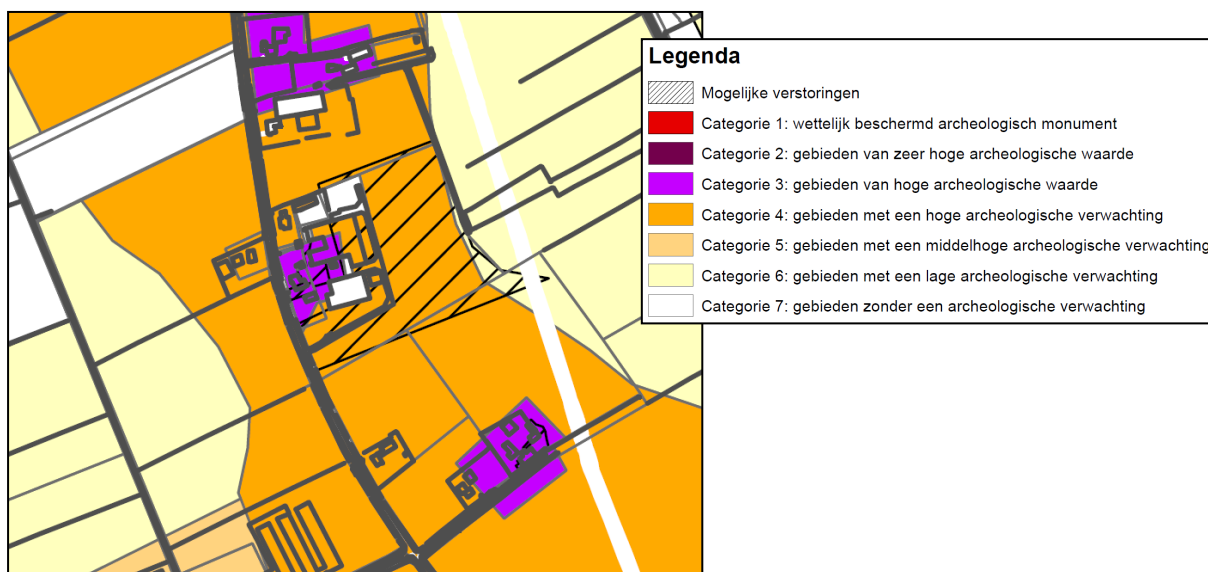 Legenda
Mogelijke verstoringen
Categorie 1: wettelijk beschermd archeologisch monument
Categorie 2: gebieden van zeer hoge archeologische waarde
Categorie 3: gebieden van hoge archeologische waarde
Categorie 4: gebieden met een hoge archeologische verwachting
Categorie 5: gebieden met een middelhoge archeologische verwachting
Categorie 6: gebieden met een lage archeologische verwachting
Categorie 7: gebieden zonder een archeologische verwachting